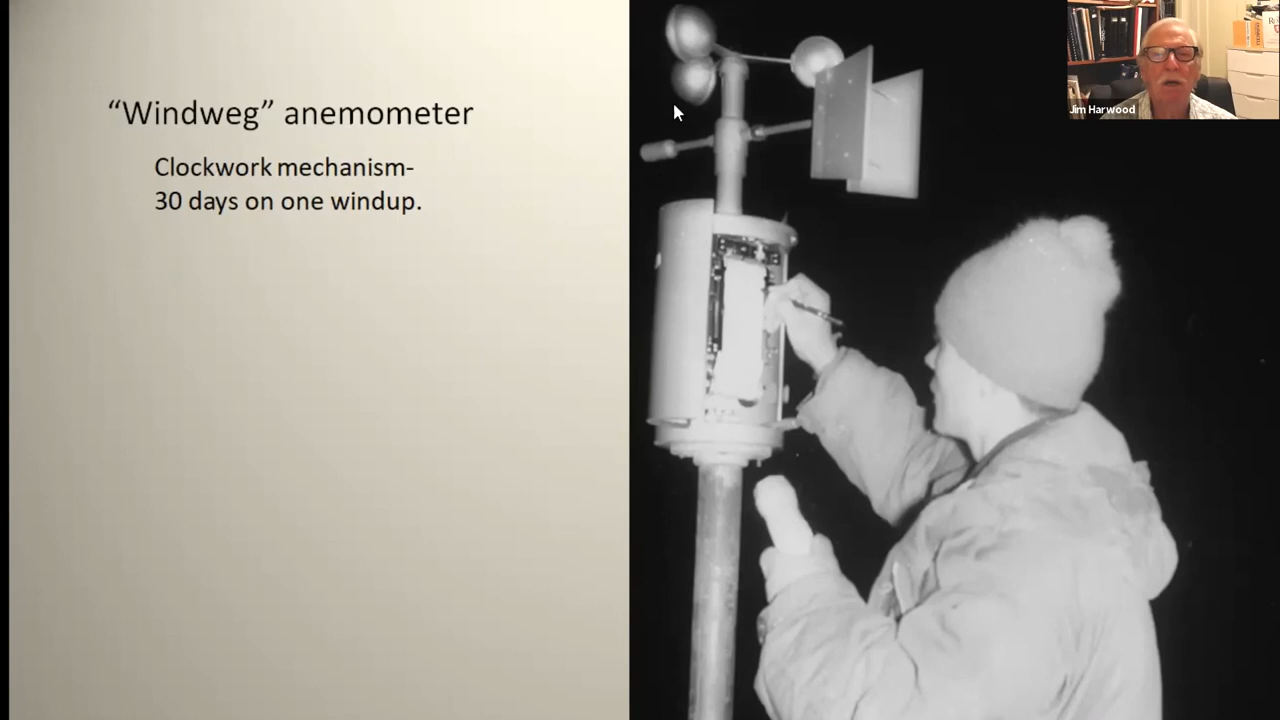 “Windweg” anemometer
Clockwork mechanism-
30 days on one windup.
Jim Harwood